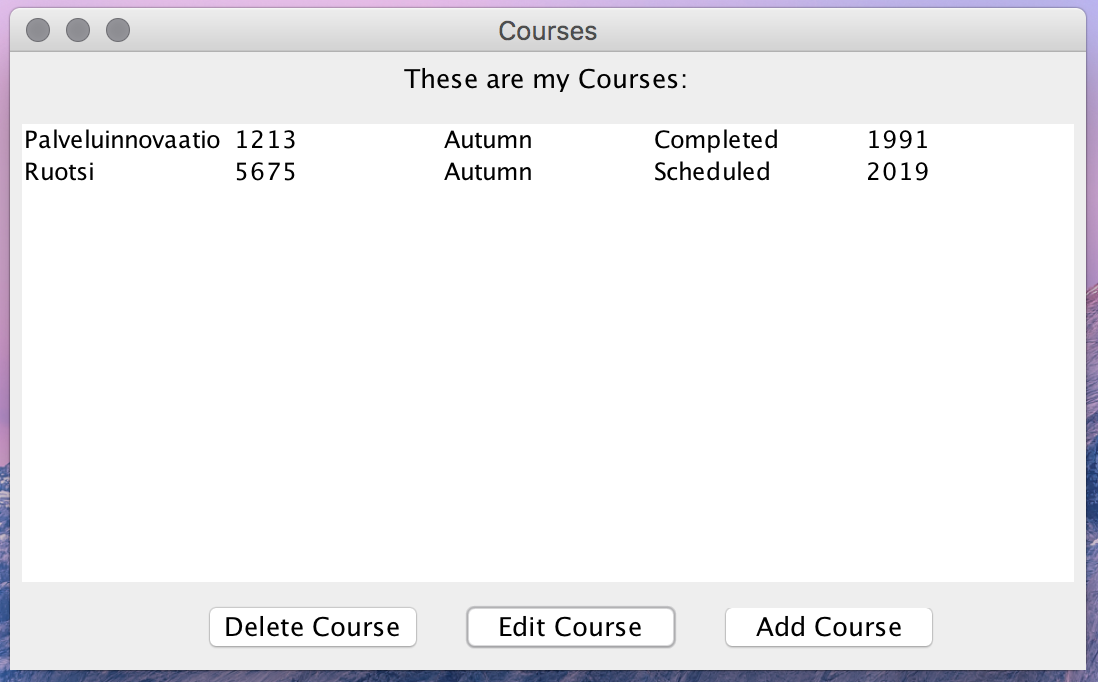 Courses
These are my Courses:
Palveluinnovaatio 1213 Autumn Completed 1991
Ruotsi 5675 Autumn Scheduled 2019
Delete Course Edit Course Add Course